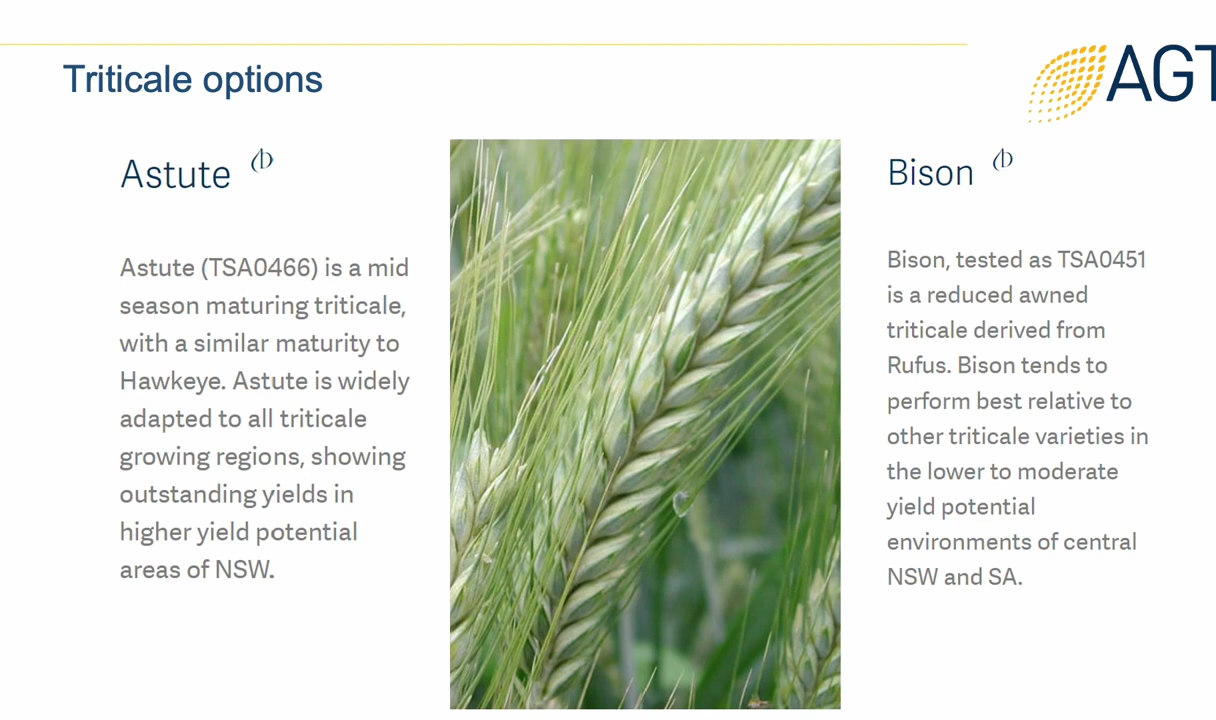 Triticale options
AGT
Astute
Astute (TSA0466) is a mid
season maturing triticale,
with a similar maturity to
Hawkeye. Astute is widely
adapted to all triticale
growing regions, showing
outstanding yields in
higher yield potential
areas of NSW.
Bison
Bison, tested as TSA0451
is a reduced awned
triticale derived from
Rufus. Bison tends to
perform best relative to
other triticale varieties in
the lower to moderate
yield potential
environments of central
NSW and SA.